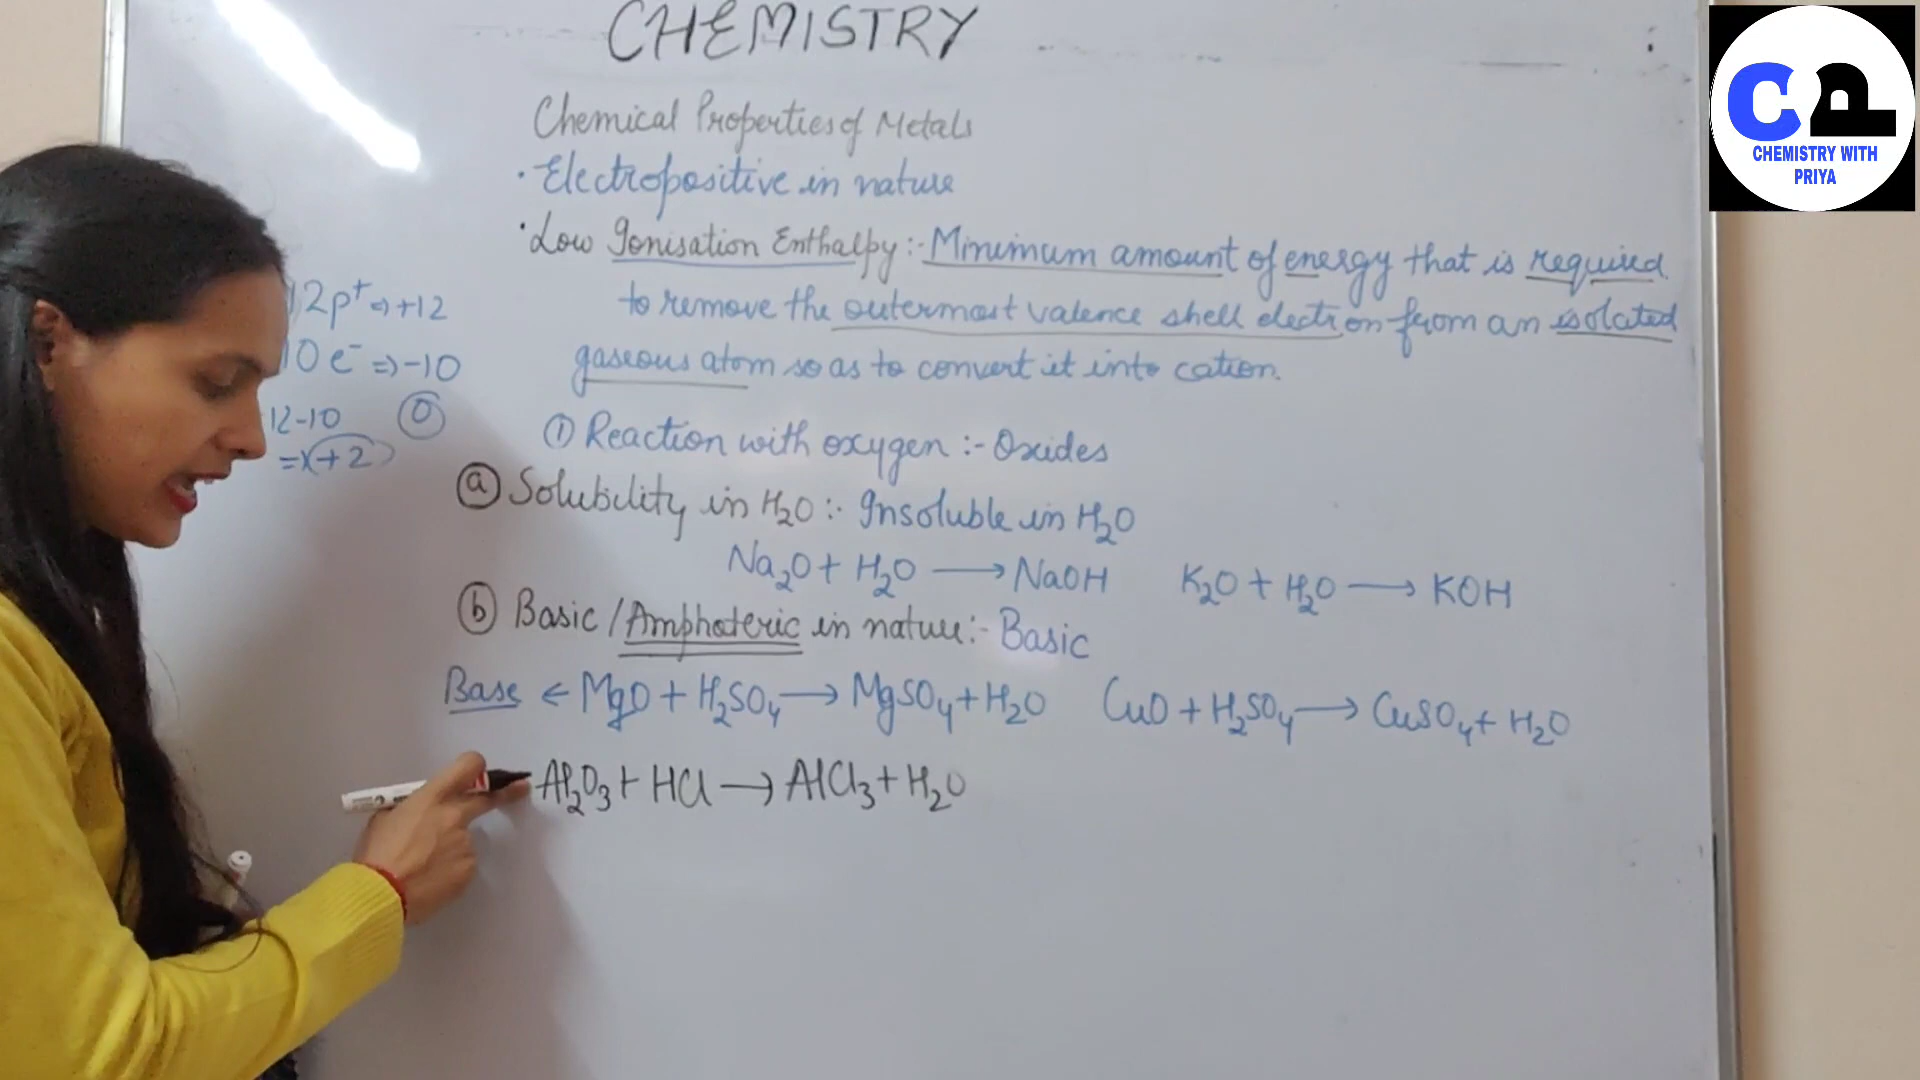 CHEMISTRY
CP
CHEMISTRY WITH
PRIYA
Chemical Properties of Metals
• Electropositive in nature
• Low Ionisation Enthalpy :- Minimum amount of energy that is required
to remove the outermost valence shell electron from an isolated
gaseous atom so as to convert it into cation.
12p⁺ ⇒ +12
10e⁻ ⇒ -10
12-10 0
= x+2
① Reaction with oxygen :- Oxides
ⓐ Solubility in H₂O :- Insoluble in H₂O
Na₂O + H₂O ⟶ NaOH K₂O + H₂O ⟶ KOH
ⓑ Basic / Amphoteric in nature :- Basic
Base ← MgO + H₂SO₄ ⟶ MgSO₄ + H₂O CuO + H₂SO₄ ⟶ CuSO₄ + H₂O
Al₂O₃ + HCl ⟶ AlCl₃ + H₂O